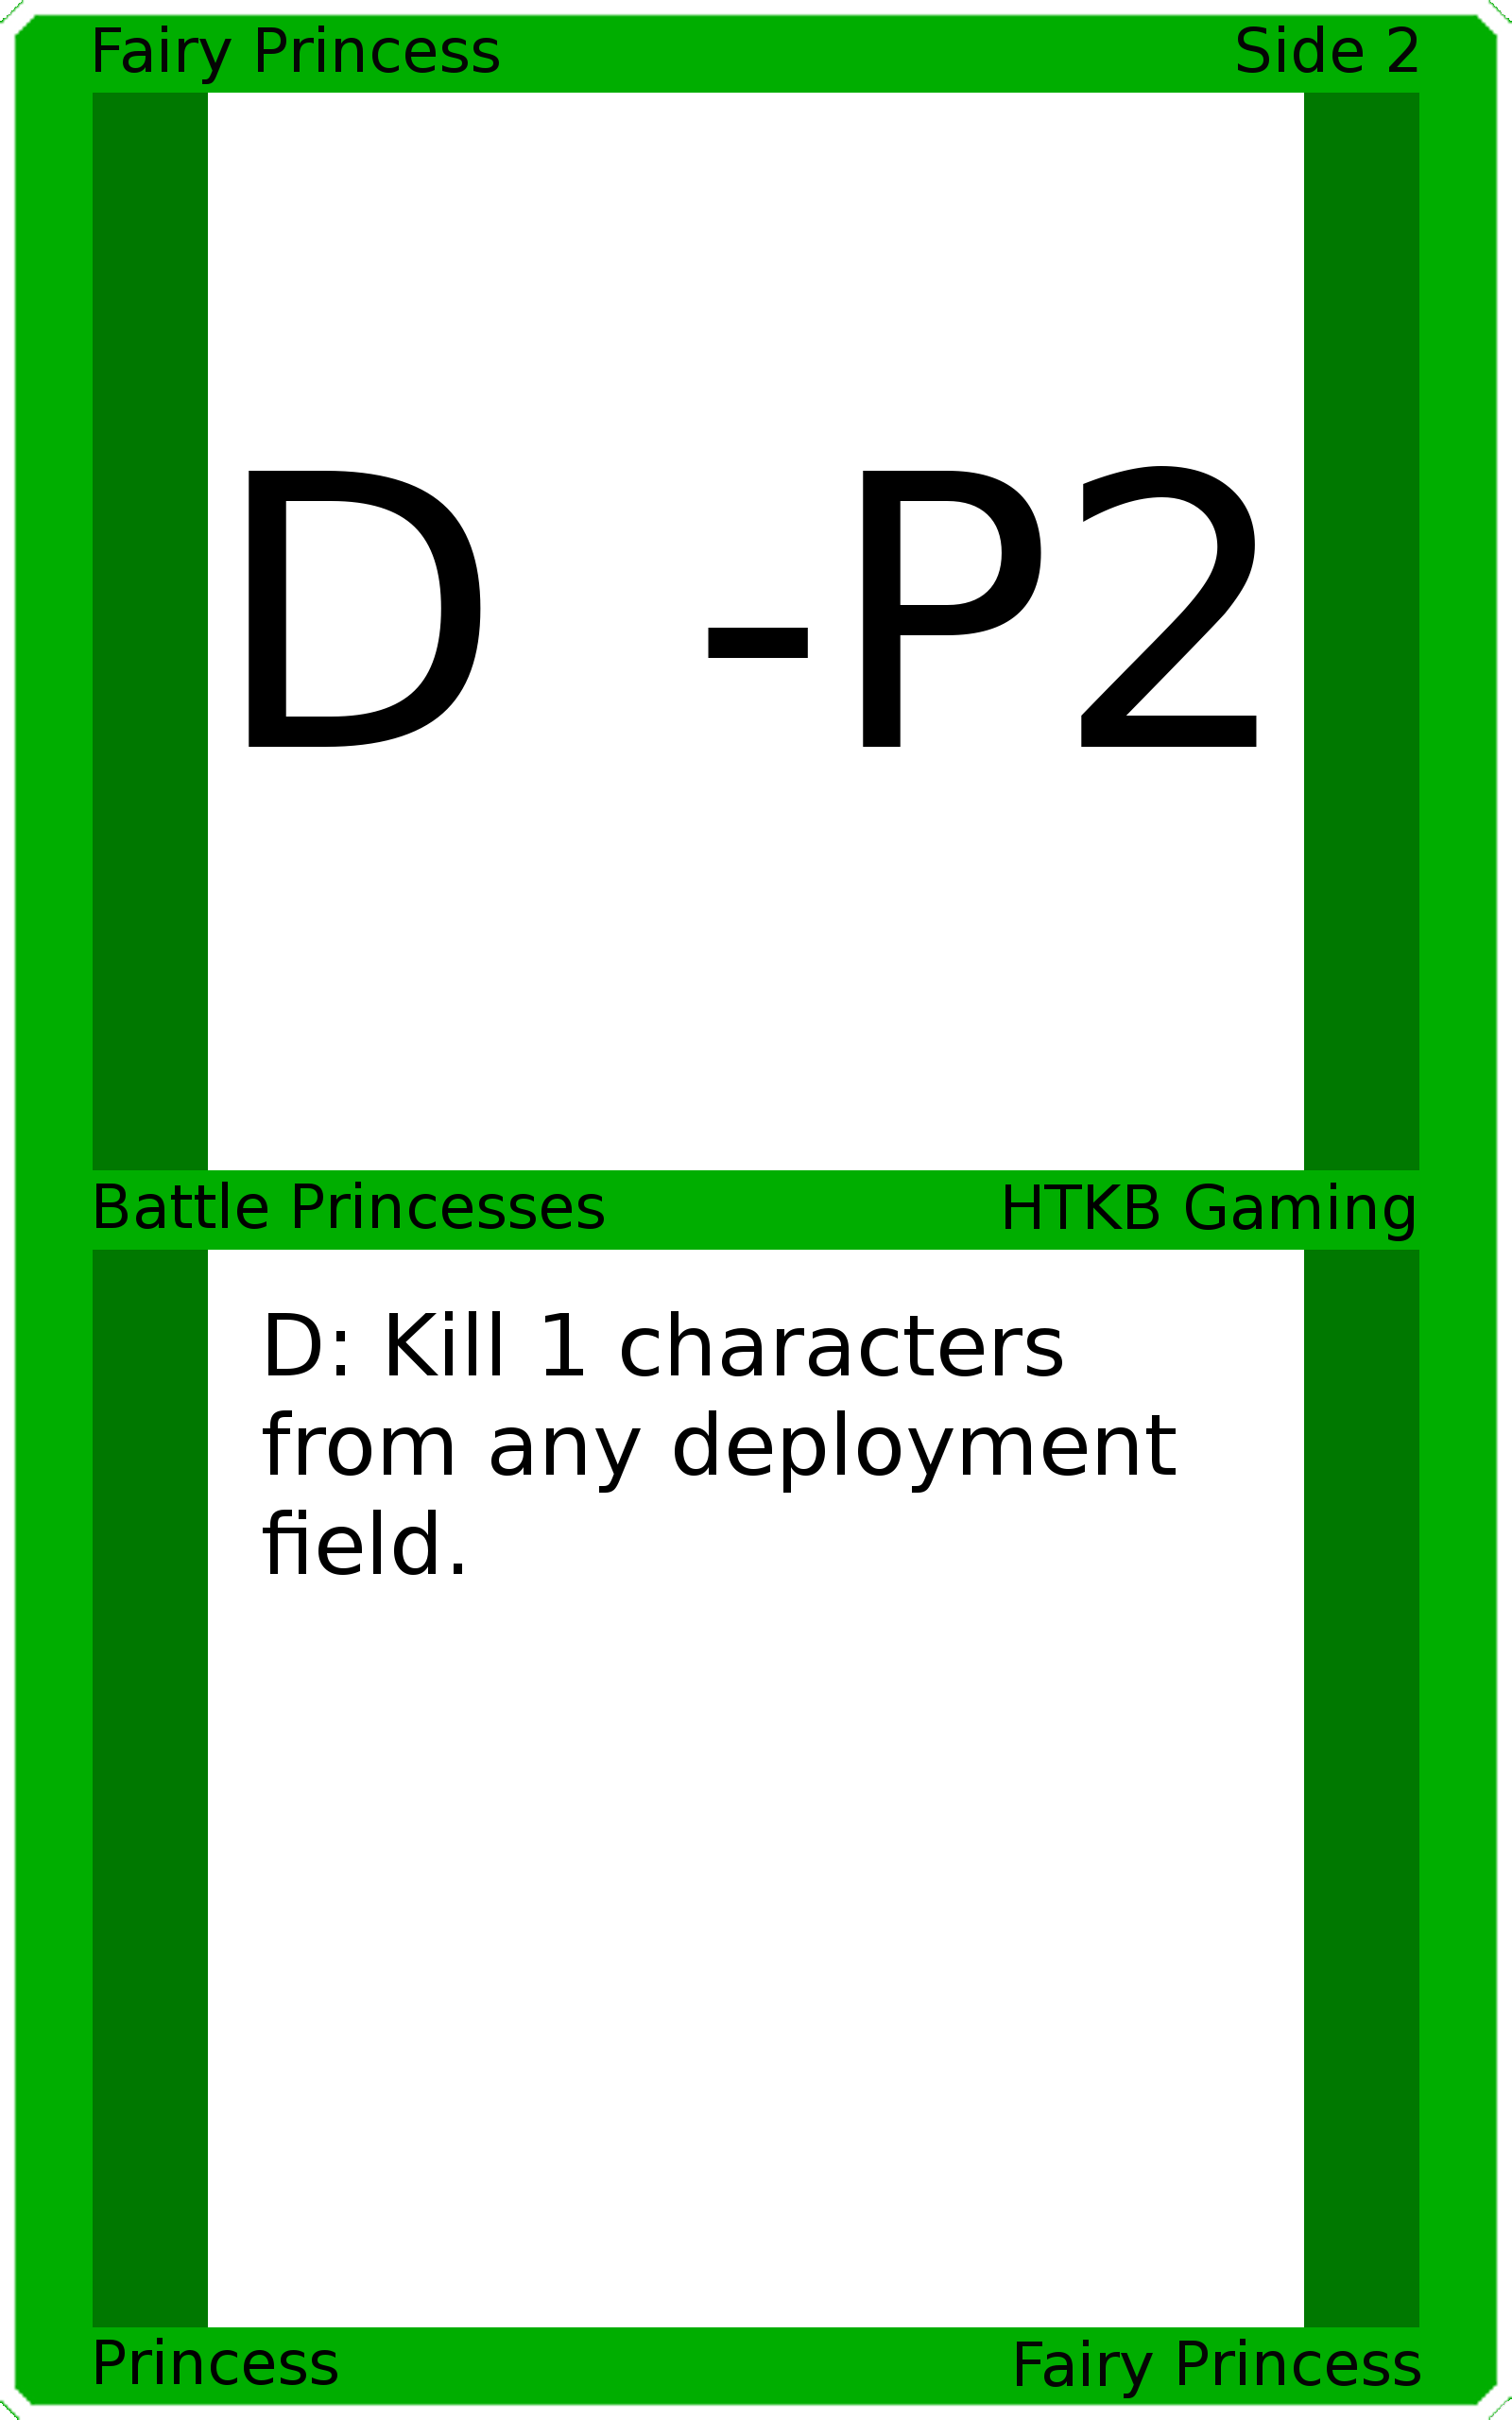 Fairy Princess Side 2
D -P2
Battle Princesses HTKB Gaming
D: Kill 1 characters
from any deployment
field.
Princess Fairy Princess